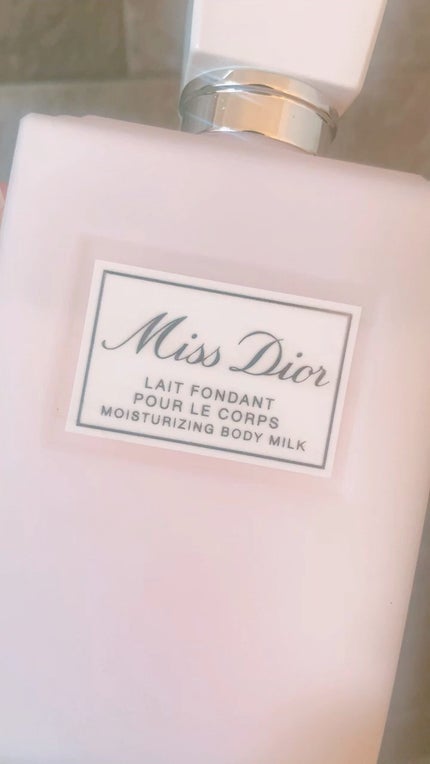 Miss Dior
LAIT FONDANT
POUR LE CORPS
MOISTURIZING BODY MILK